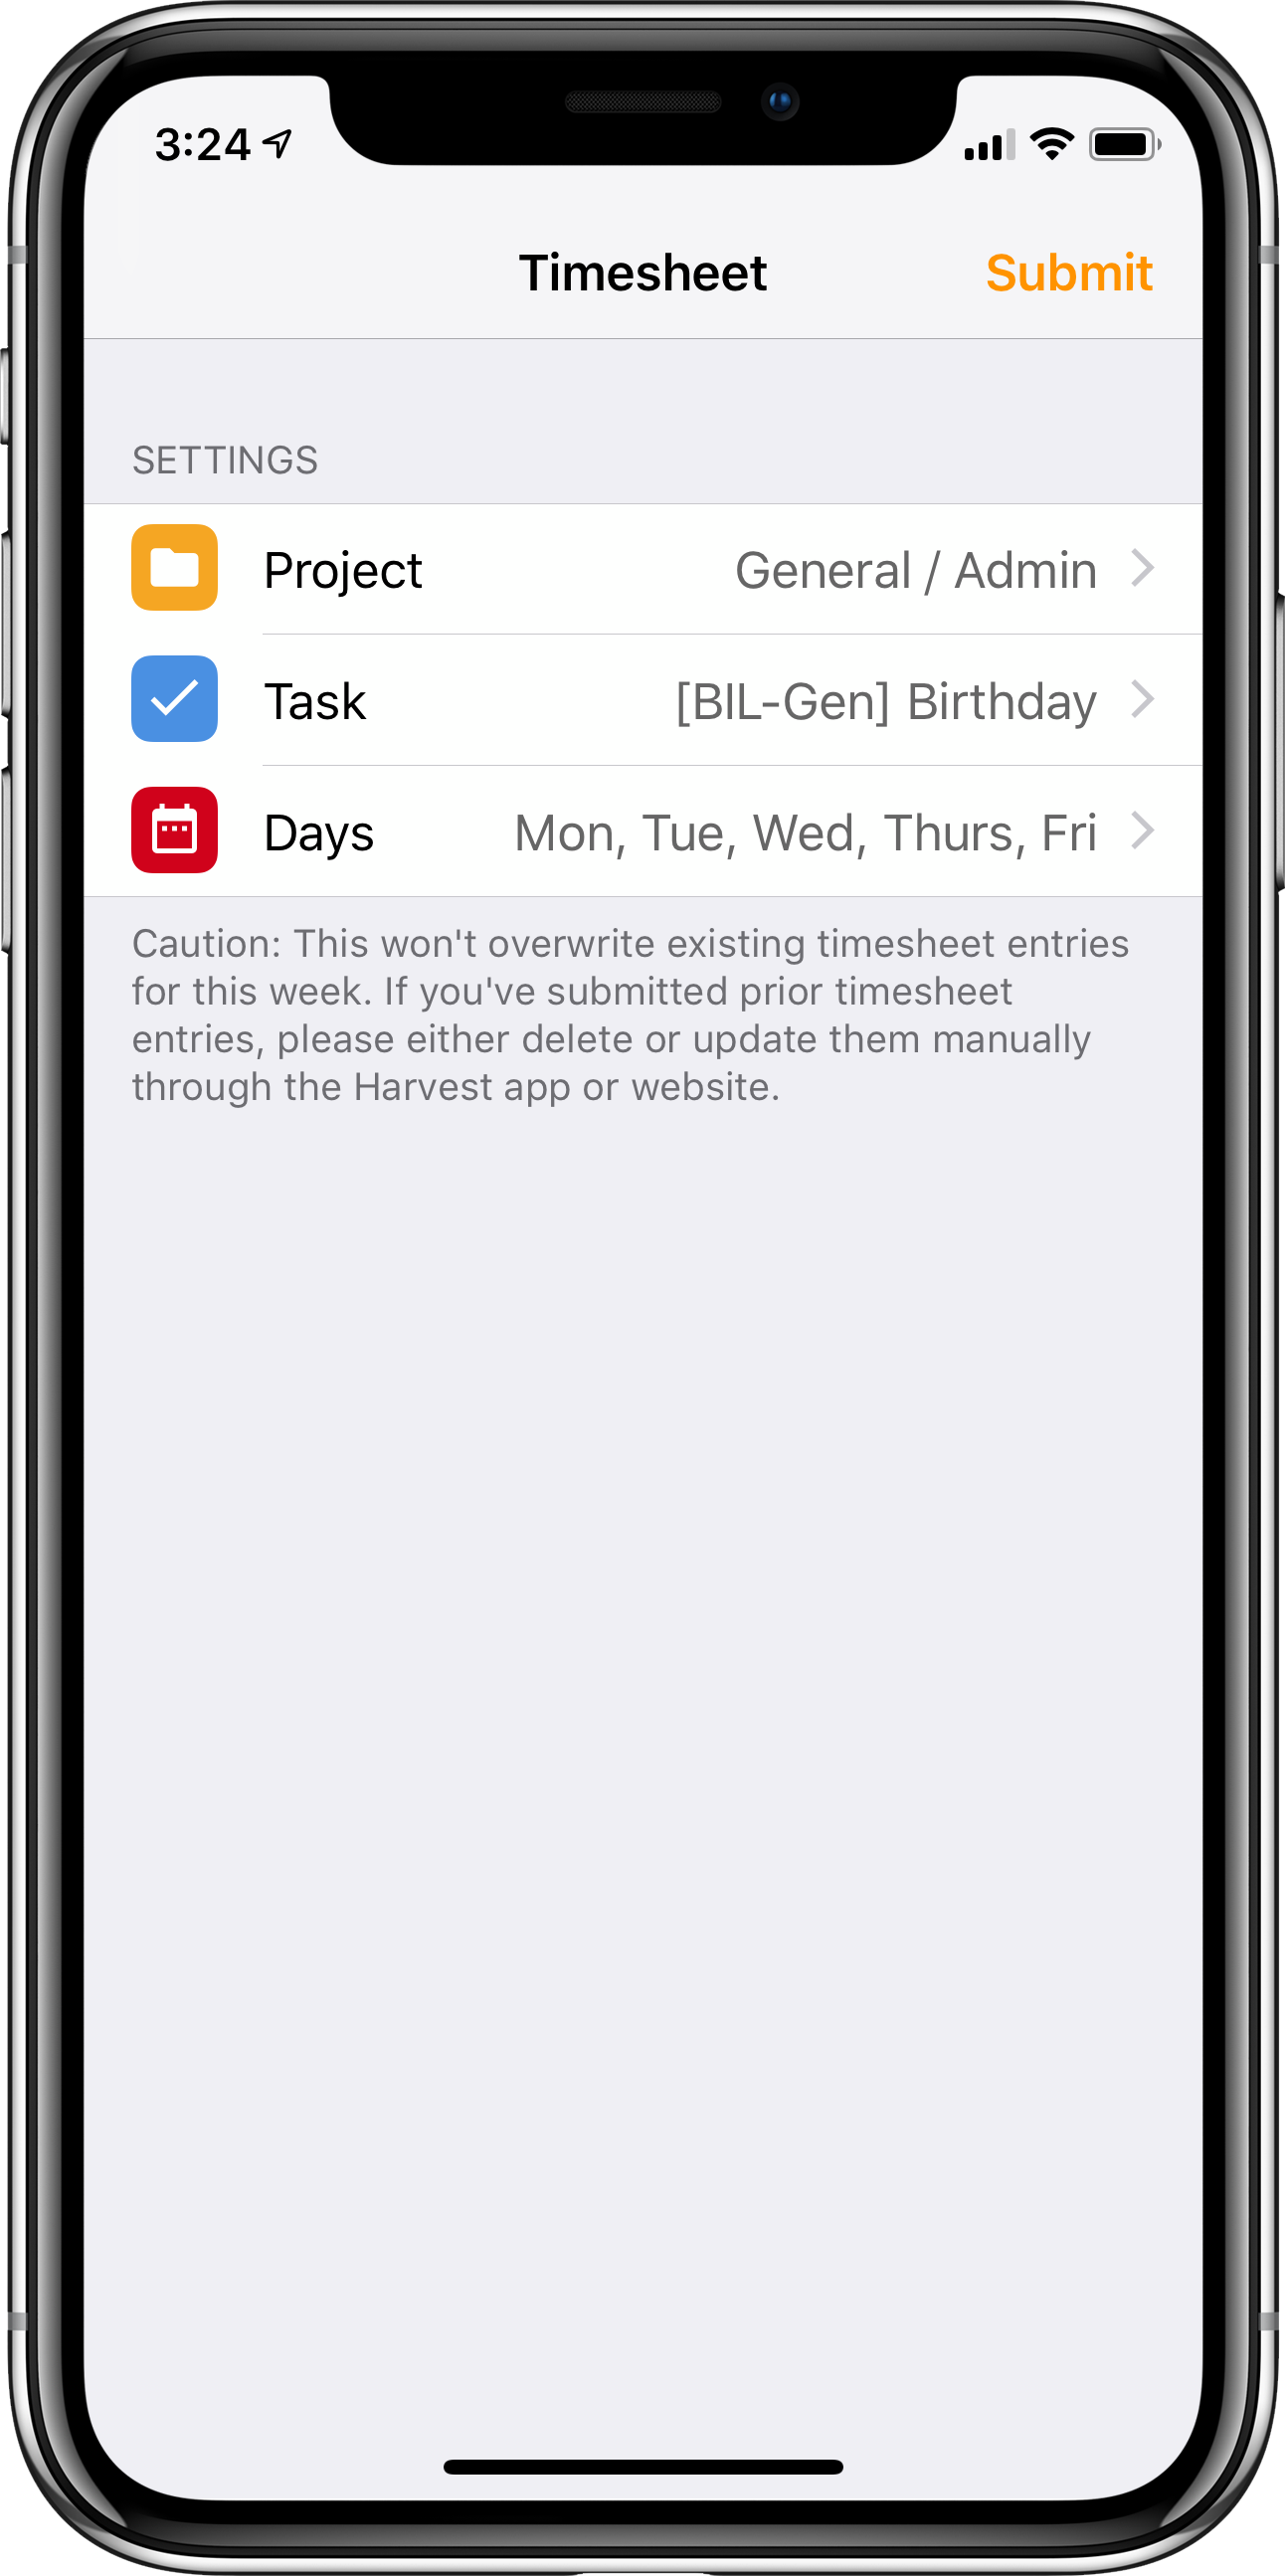 3:24
Timesheet
Submit
SETTINGS
Project
General / Admin
Task
[BIL-Gen] Birthday
Days
Mon, Tue, Wed, Thurs, Fri
Caution: This won't overwrite existing timesheet entries
for this week. If you've submitted prior timesheet
entries, please either delete or update them manually
through the Harvest app or website.